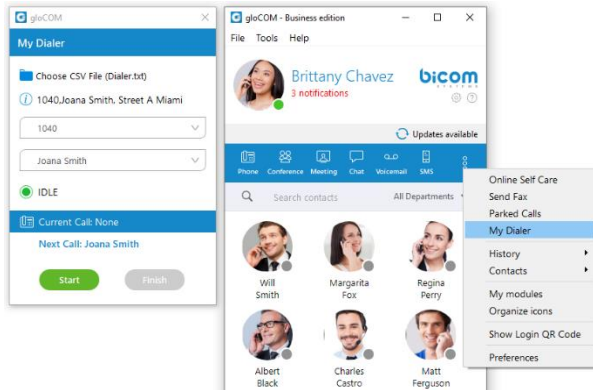 gloCOM
My Dialer
Choose CSV File (Dialer.txt)
1040,Joana Smith, Street A Miami
1040
Joana Smith
IDLE
Current Call: None
Next Call: Joana Smith
Start
Finish
gloCOM - Business edition
File Tools Help
Brittany Chavez
3 notifications
bicom
SYSTEMS
Updates available
Phone Conference Meeting Chat Voicemail SMS
Search contacts All Departments
Will Smith
Margarita Fox
Regina Perry
Albert Black
Charles Castro
Matt Ferguson
Online Self Care
Send Fax
Parked Calls
My Dialer
History
Contacts
My modules
Organize icons
Show Login QR Code
Preferences